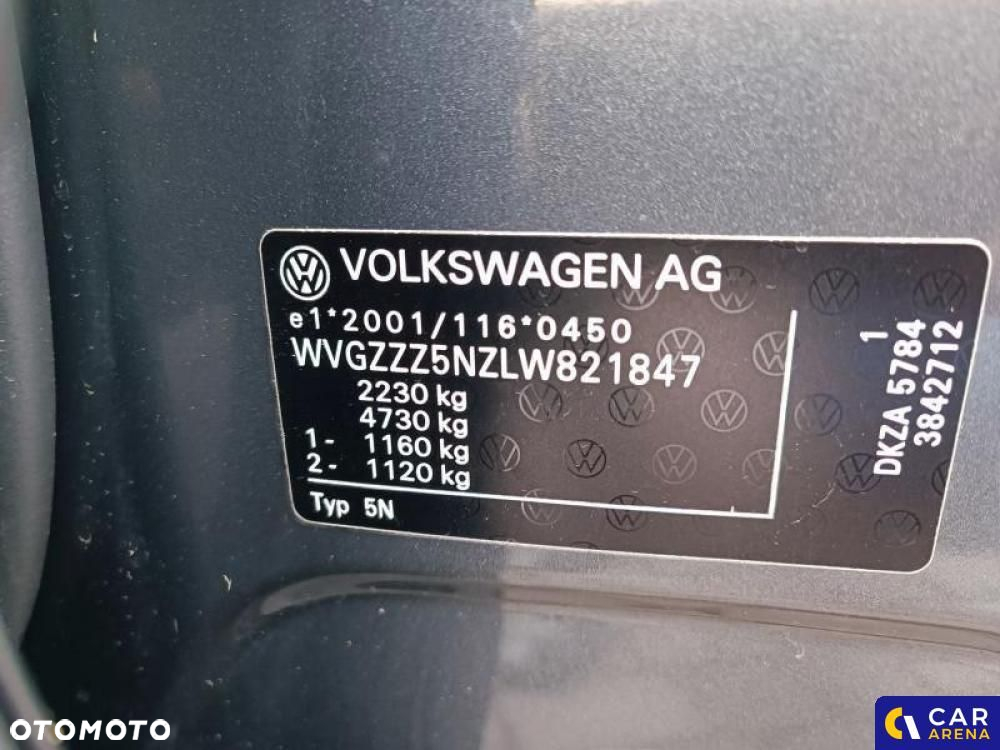 VOLKSWAGEN AG
e1*2001/116*0450
WVGZZZ5NZLW821847
2230 kg
4730 kg
1- 1160 kg
2- 1120 kg
Typ 5N
1
DKZA 5784
3842712
OTOMOTO
CAR
ARENA